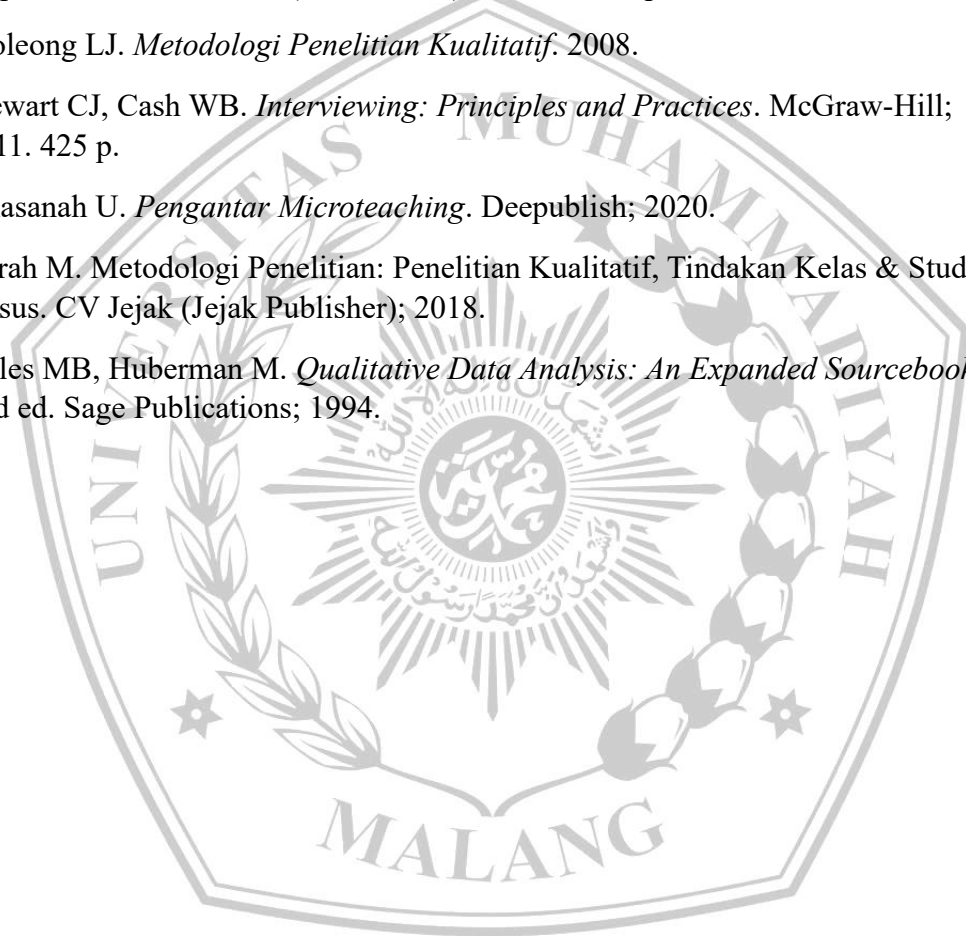 oleong LJ. Metodologi Penelitian Kualitatif. 2008.
ewart CJ, Cash WB. Interviewing: Principles and Practices. McGraw-Hill;
11. 425 p.
asanah U. Pengantar Microteaching. Deepublish; 2020.
rah M. Metodologi Penelitian: Penelitian Kualitatif, Tindakan Kelas & Stud
sus. CV Jejak (Jejak Publisher); 2018.
les MB, Huberman M. Qualitative Data Analysis: An Expanded Sourcebook
d ed. Sage Publications; 1994.
UNIVERSITAS MUHAMMADIYAH
MALANG